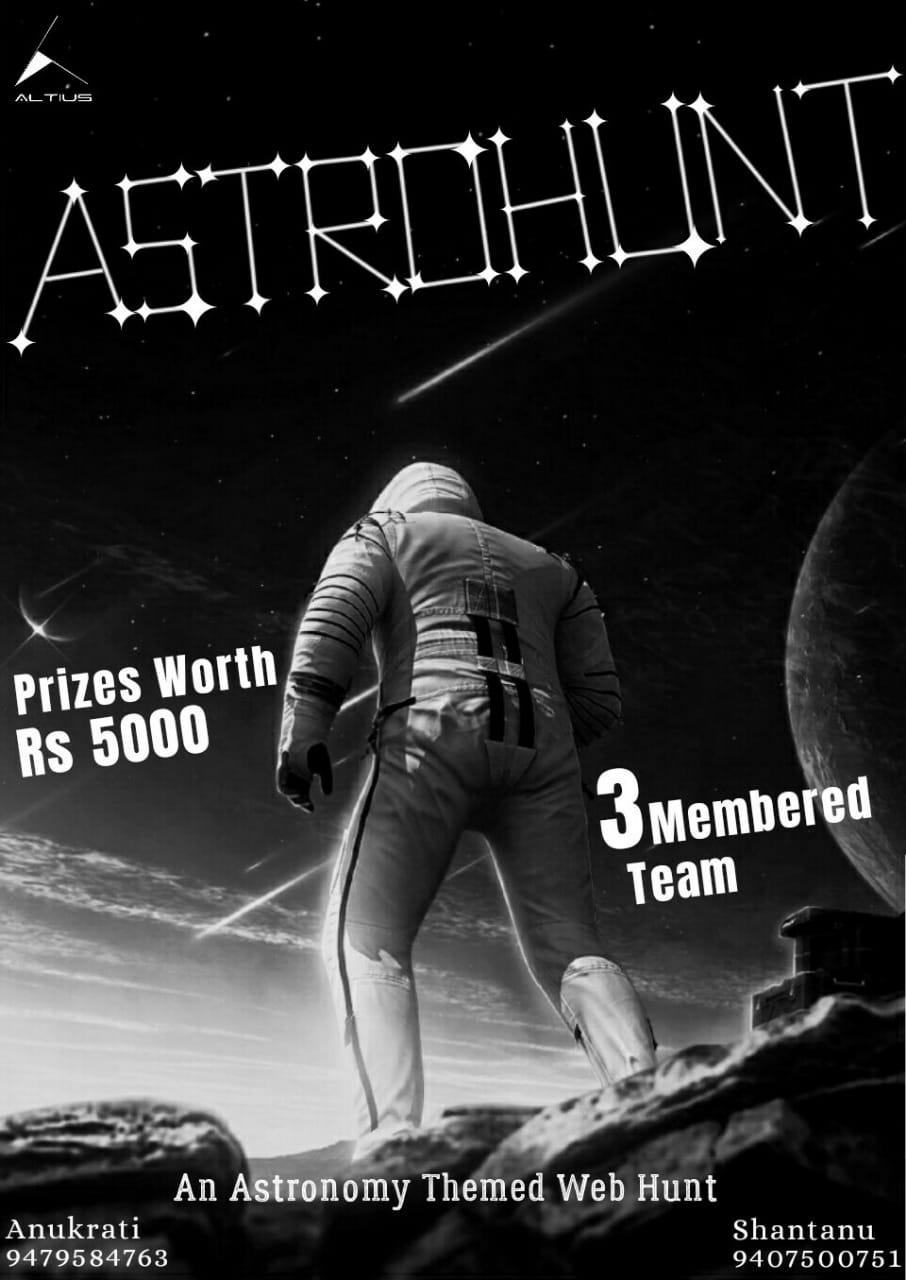 ALTIUS
ASTROHUNT
Prizes Worth
Rs 5000
3 Membered
Team
An Astronomy Themed Web Hunt
Anukrati
9479584763
Shantanu
9407500751